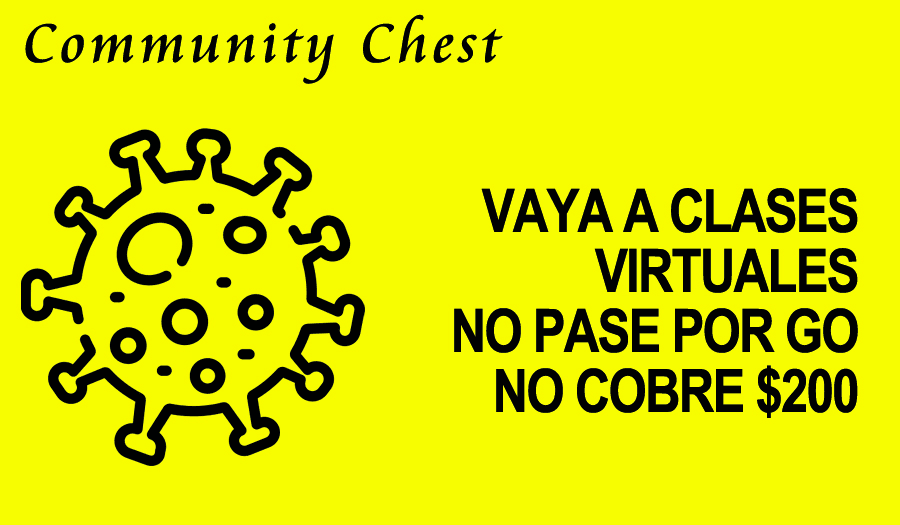 Community Chest
VAYA A CLASES
VIRTUALES
NO PASE POR GO
NO COBRE $200